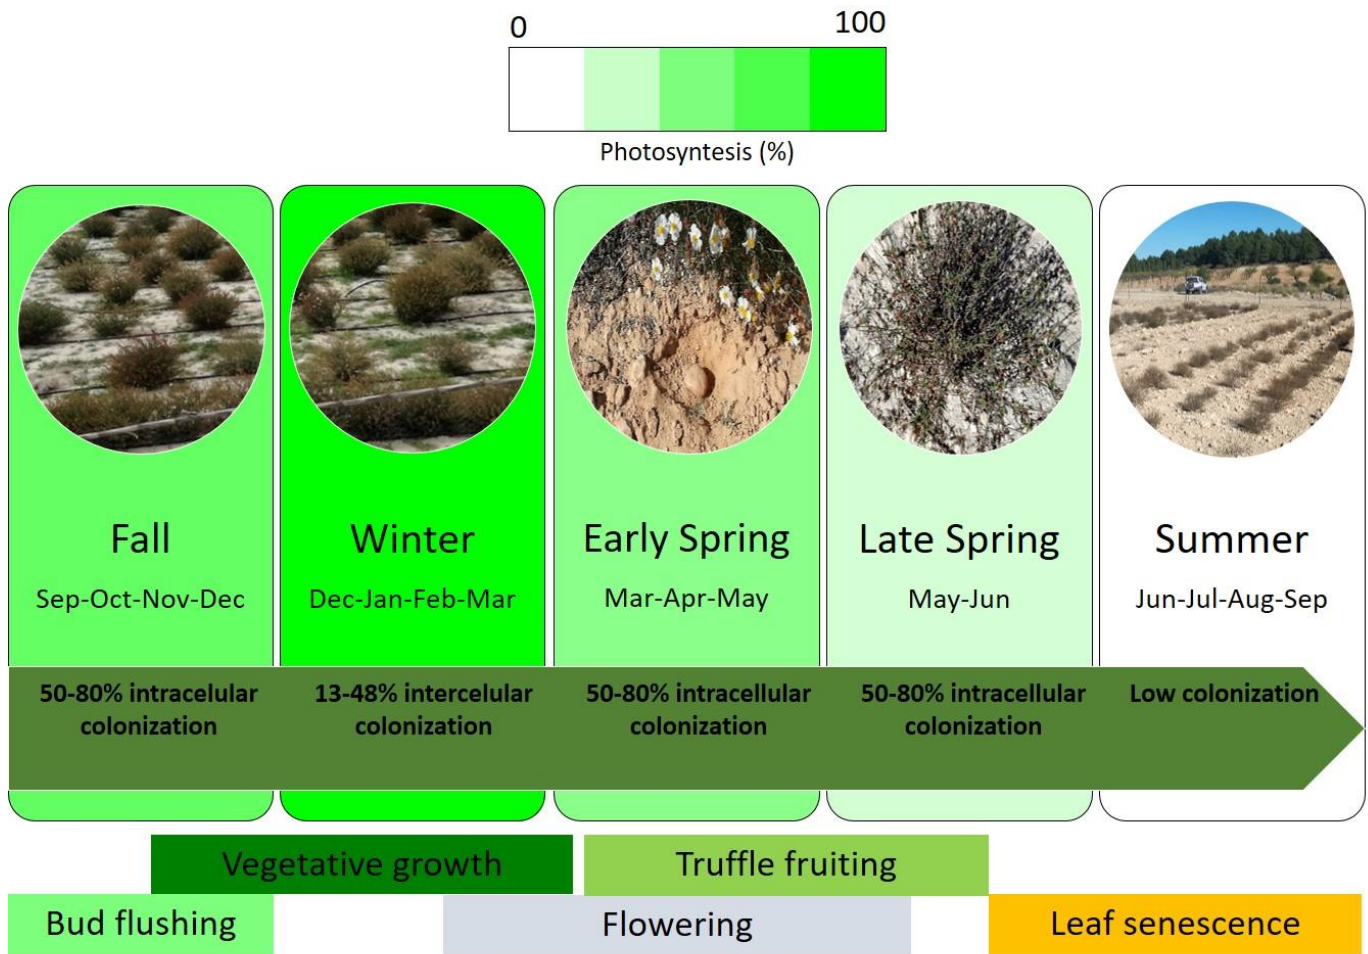 0
100
Photosyntesis (%)
Fall
Sep-Oct-Nov-Dec
50-80% intracelular
colonization
Winter
Dec-Jan-Feb-Mar
13-48% intercelular
colonization
Early Spring
Mar-Apr-May
50-80% intracellular
colonization
Late Spring
May-Jun
50-80% intracellular
colonization
Summer
Jun-Jul-Aug-Sep
Low colonization
Vegetative growth
Truffle fruiting
Bud flushing
Flowering
Leaf senescence